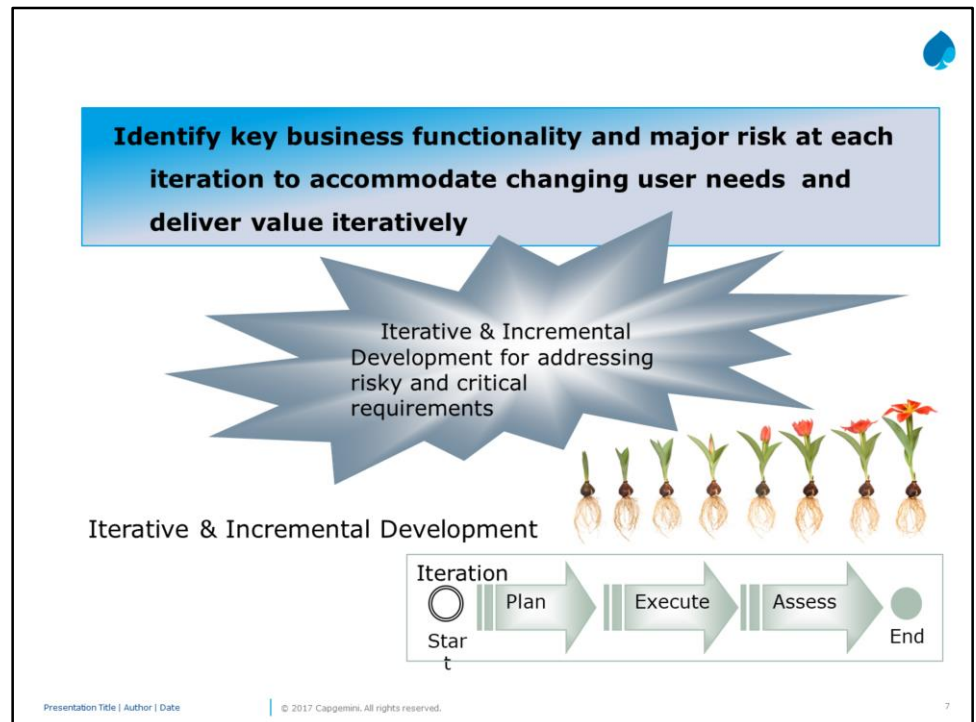 Identify key business functionality and major risk at each
iteration to accommodate changing user needs and
deliver value iteratively
Iterative & Incremental
Development for addressing
risky and critical
requirements
Iterative & Incremental Development
Iteration
Plan
Execute
Assess
Star
t
End
Presentation Title | Author | Date
© 2017 Capgemini. All rights reserved.
7